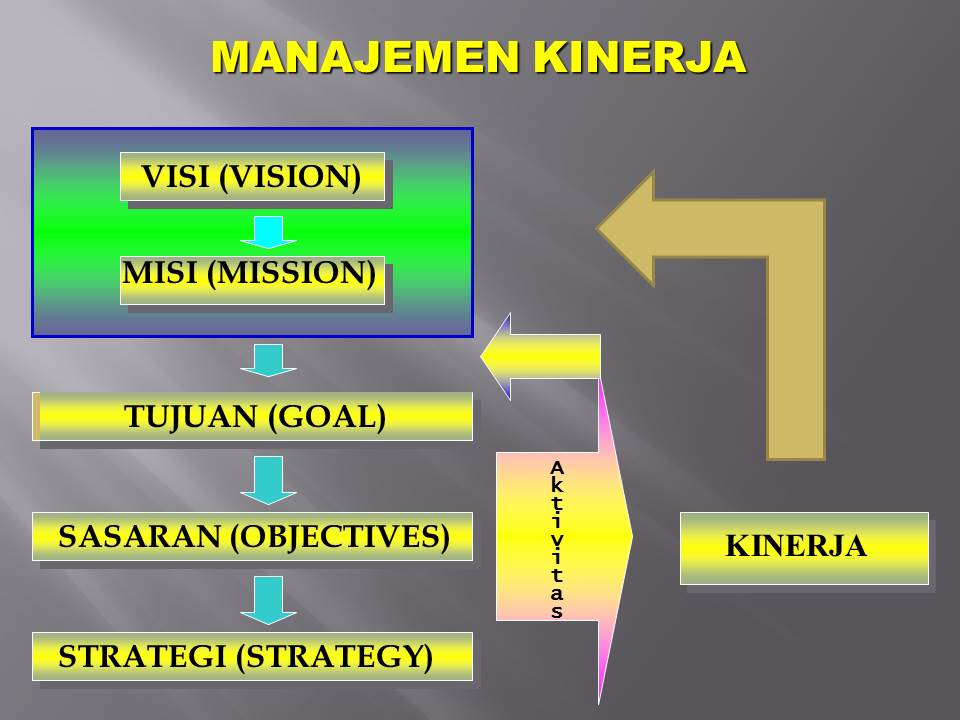 MANAJEMEN KINERJA
VISI (VISION)
MISI (MISSION)
TUJUAN (GOAL)
SASARAN (OBJECTIVES)
STRATEGI (STRATEGY)
Aktivitas
KINERJA